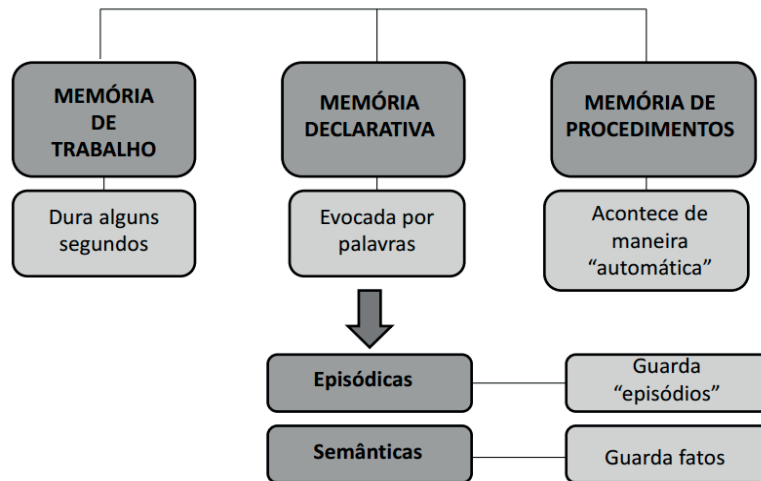 MEMÓRIA
DE
TRABALHO
MEMÓRIA
DECLARATIVA
MEMÓRIA DE
PROCEDIMENTOS
Dura alguns
segundos
Evocada por
palavras
Acontece de
maneira
“automática”
Episódicas
Guarda
“episódios”
Semânticas
Guarda fatos